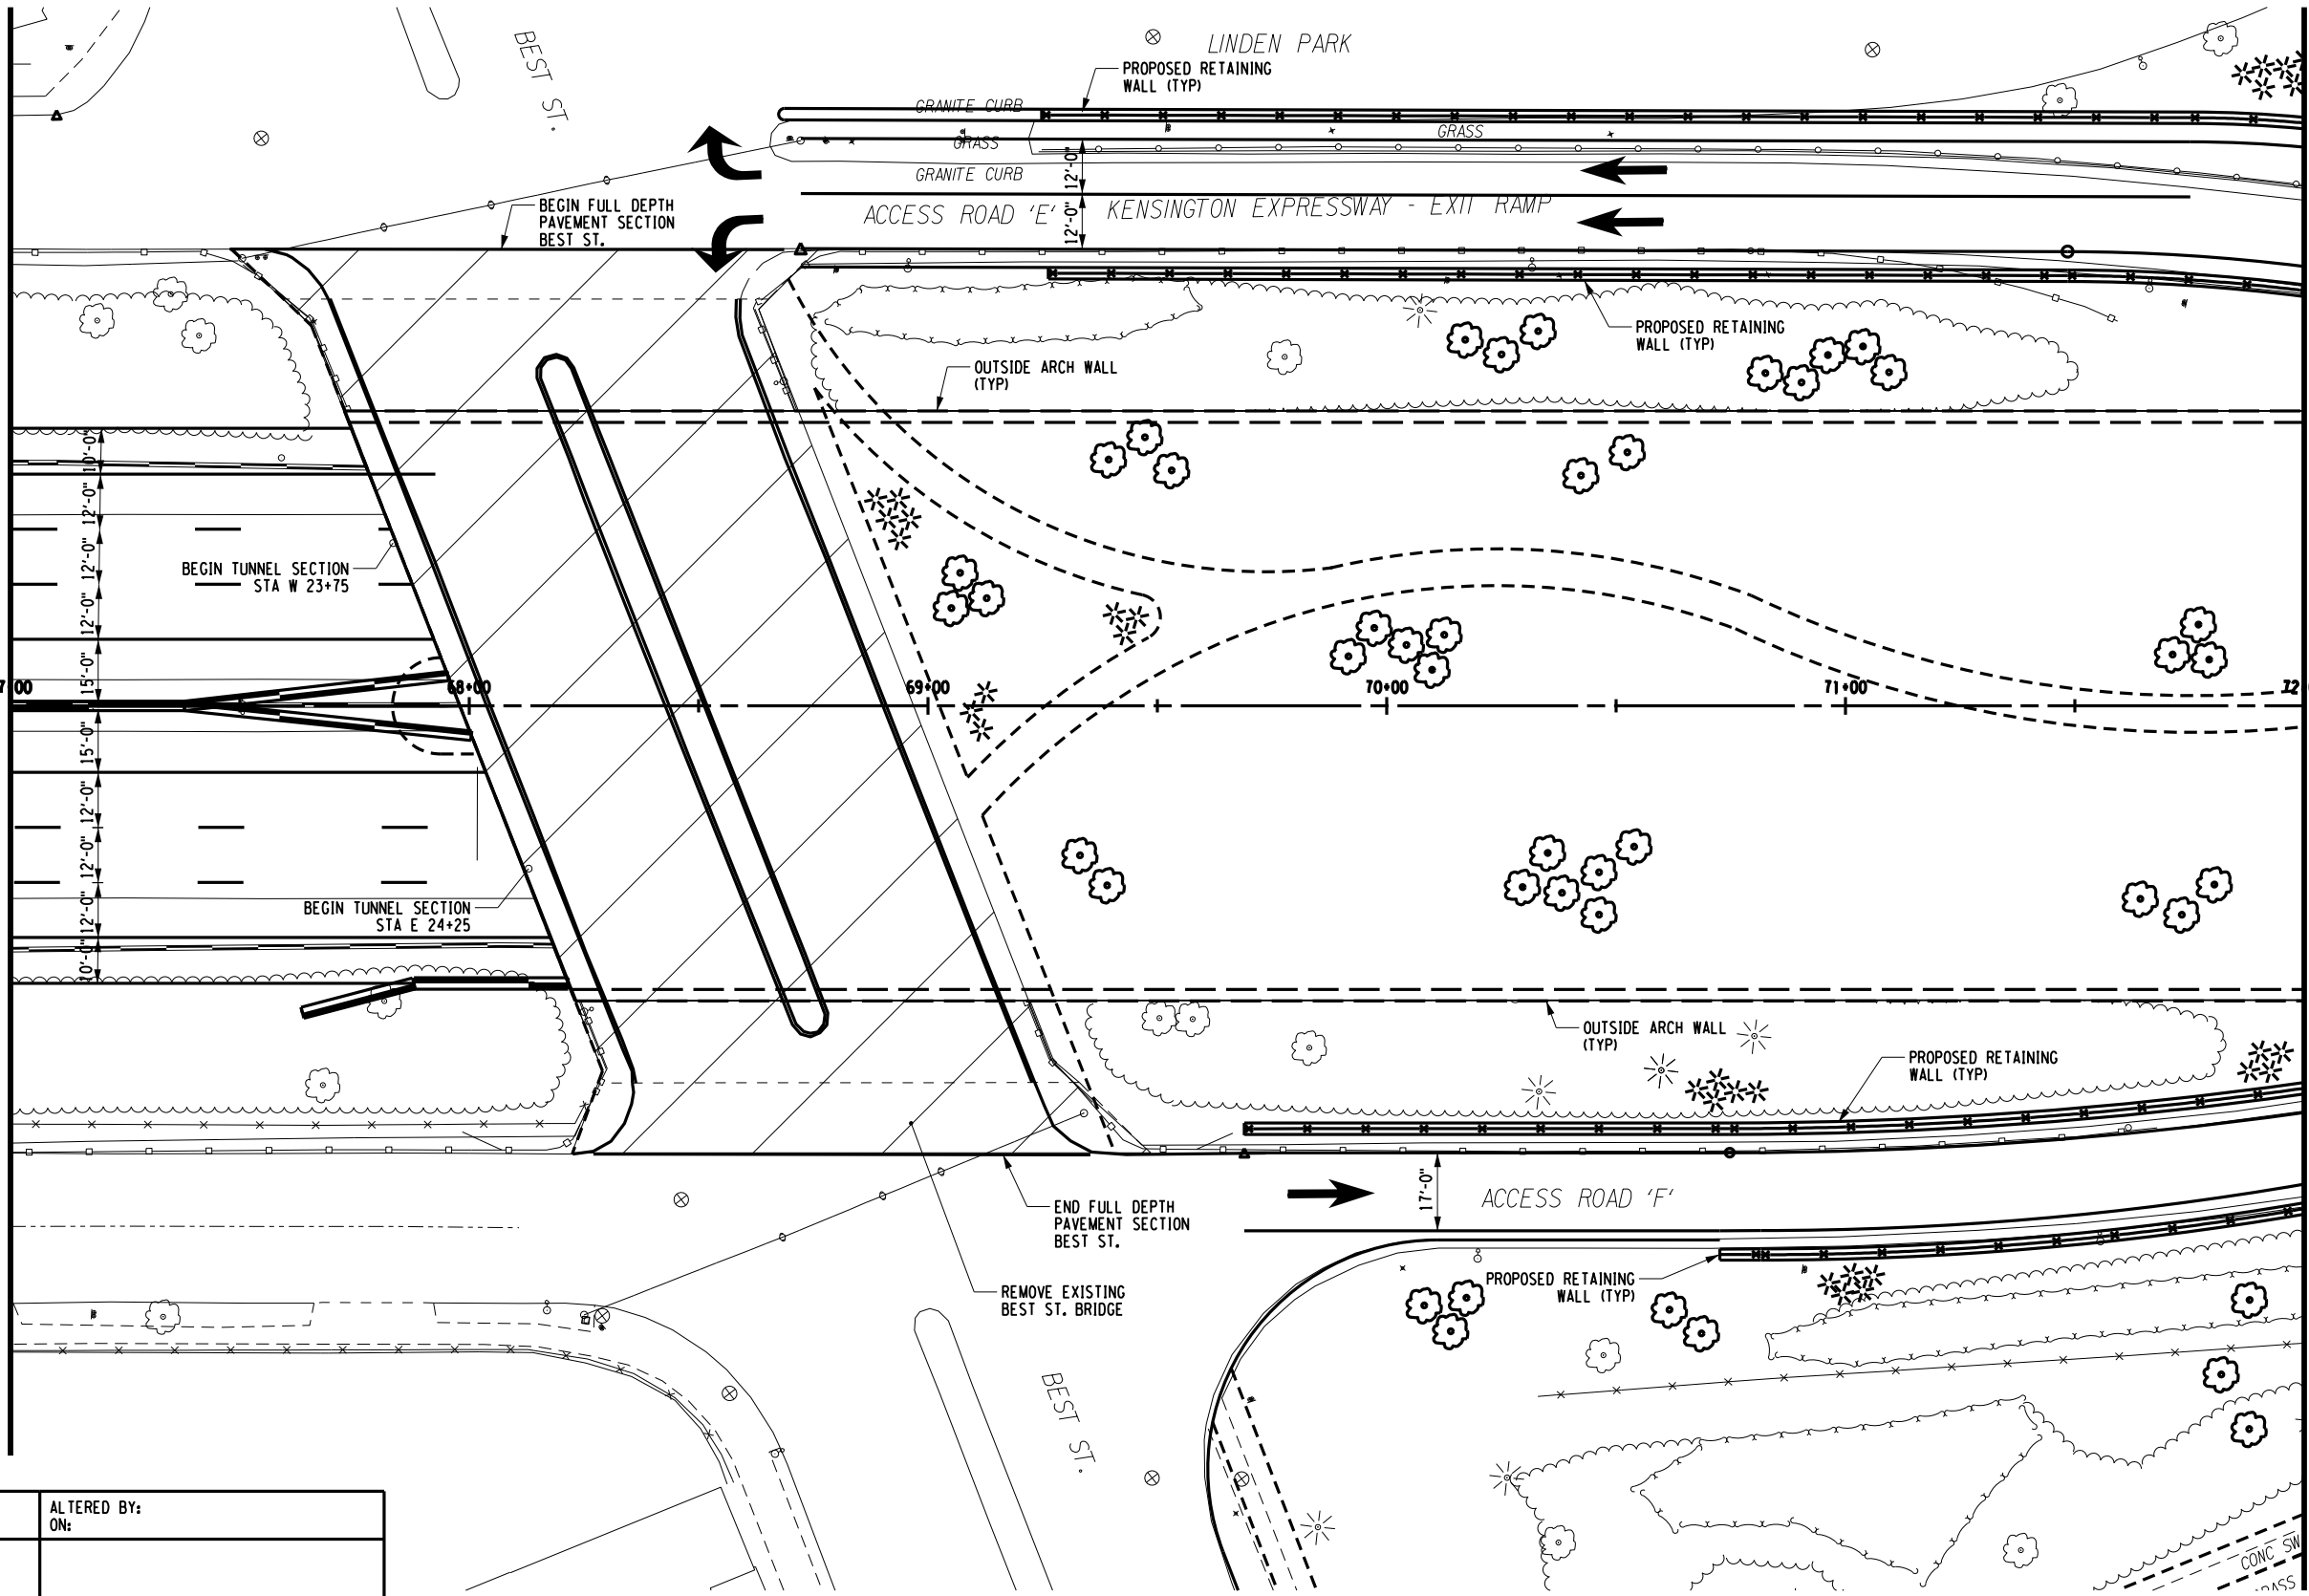 LINDEN PARK
BEST ST.
PROPOSED RETAINING
WALL (TYP)
GRANITE CURB
GRASS
GRASS
GRANITE CURB
12'-0"
12'-0"
ACCESS ROAD 'E'
KENSINGTON EXPRESSWAY - EXIT RAMP
BEGIN FULL DEPTH
PAVEMENT SECTION
BEST ST.
PROPOSED RETAINING
WALL (TYP)
OUTSIDE ARCH WALL
(TYP)
10'-0"
12'-0"
12'-0"
12'-0"
15'-0"
15'-0"
12'-0"
12'-0"
12'-0"
10'-0"
BEGIN TUNNEL SECTION
STA W 23+75
68+00
69+00
70+00
71+00
BEGIN TUNNEL SECTION
STA E 24+25
OUTSIDE ARCH WALL
(TYP)
PROPOSED RETAINING
WALL (TYP)
17'-0"
ACCESS ROAD 'F'
END FULL DEPTH
PAVEMENT SECTION
BEST ST.
REMOVE EXISTING
BEST ST. BRIDGE
PROPOSED RETAINING
WALL (TYP)
BEST ST.
ALTERED BY:
ON:
CONC SW